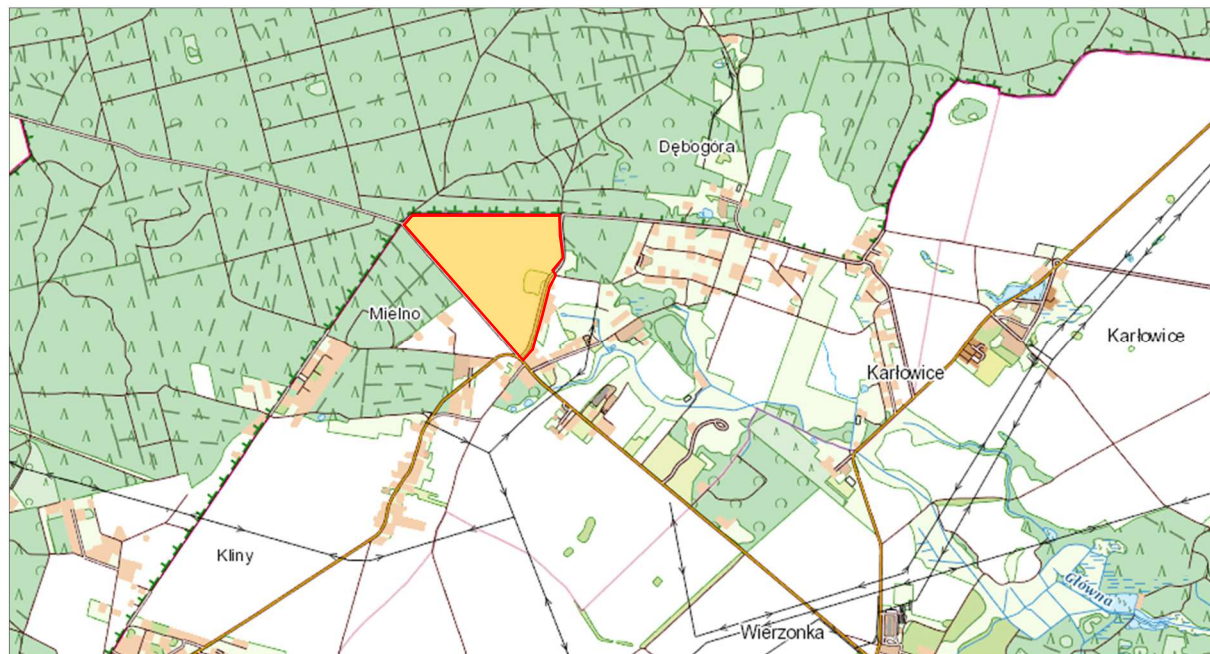 Dębogóra
Mielno
Karłowice
Karłowice
Kliny
Główna
Wierzonka